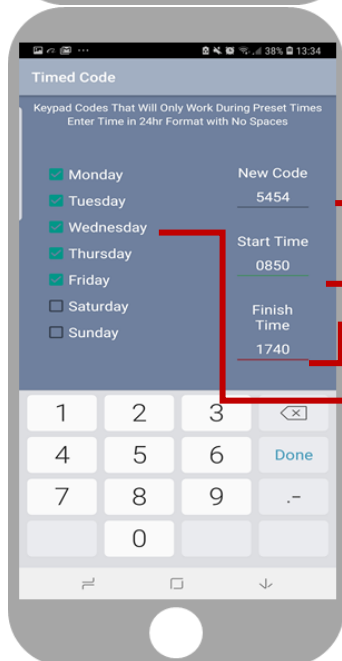 38% 13:34
Timed Code
Keypad Codes That Will Only Work During Preset Times
Enter Time in 24hr Format with No Spaces
Monday
Tuesday
Wednesday
Thursday
Friday
Saturday
Sunday
New Code
5454
Start Time
0850
Finish
Time
1740
1 2 3
4 5 6 Done
7 8 9 .-
0